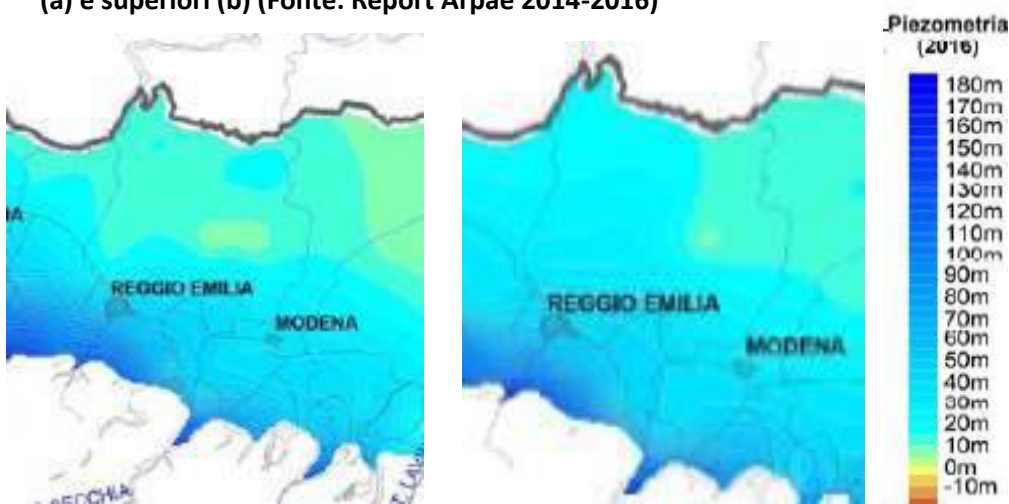 (a) e superiori (b) (Fonte: Report Arpae 2014-2016)
Piezometria
(2016)
180m
170m
160m
150m
140m
130m
120m
110m
100m
90m
80m
70m
60m
50m
40m
30m
20m
10m
0m
-10m
IA
REGGIO EMILIA
MODENA
REGGIO EMILIA
MODENA